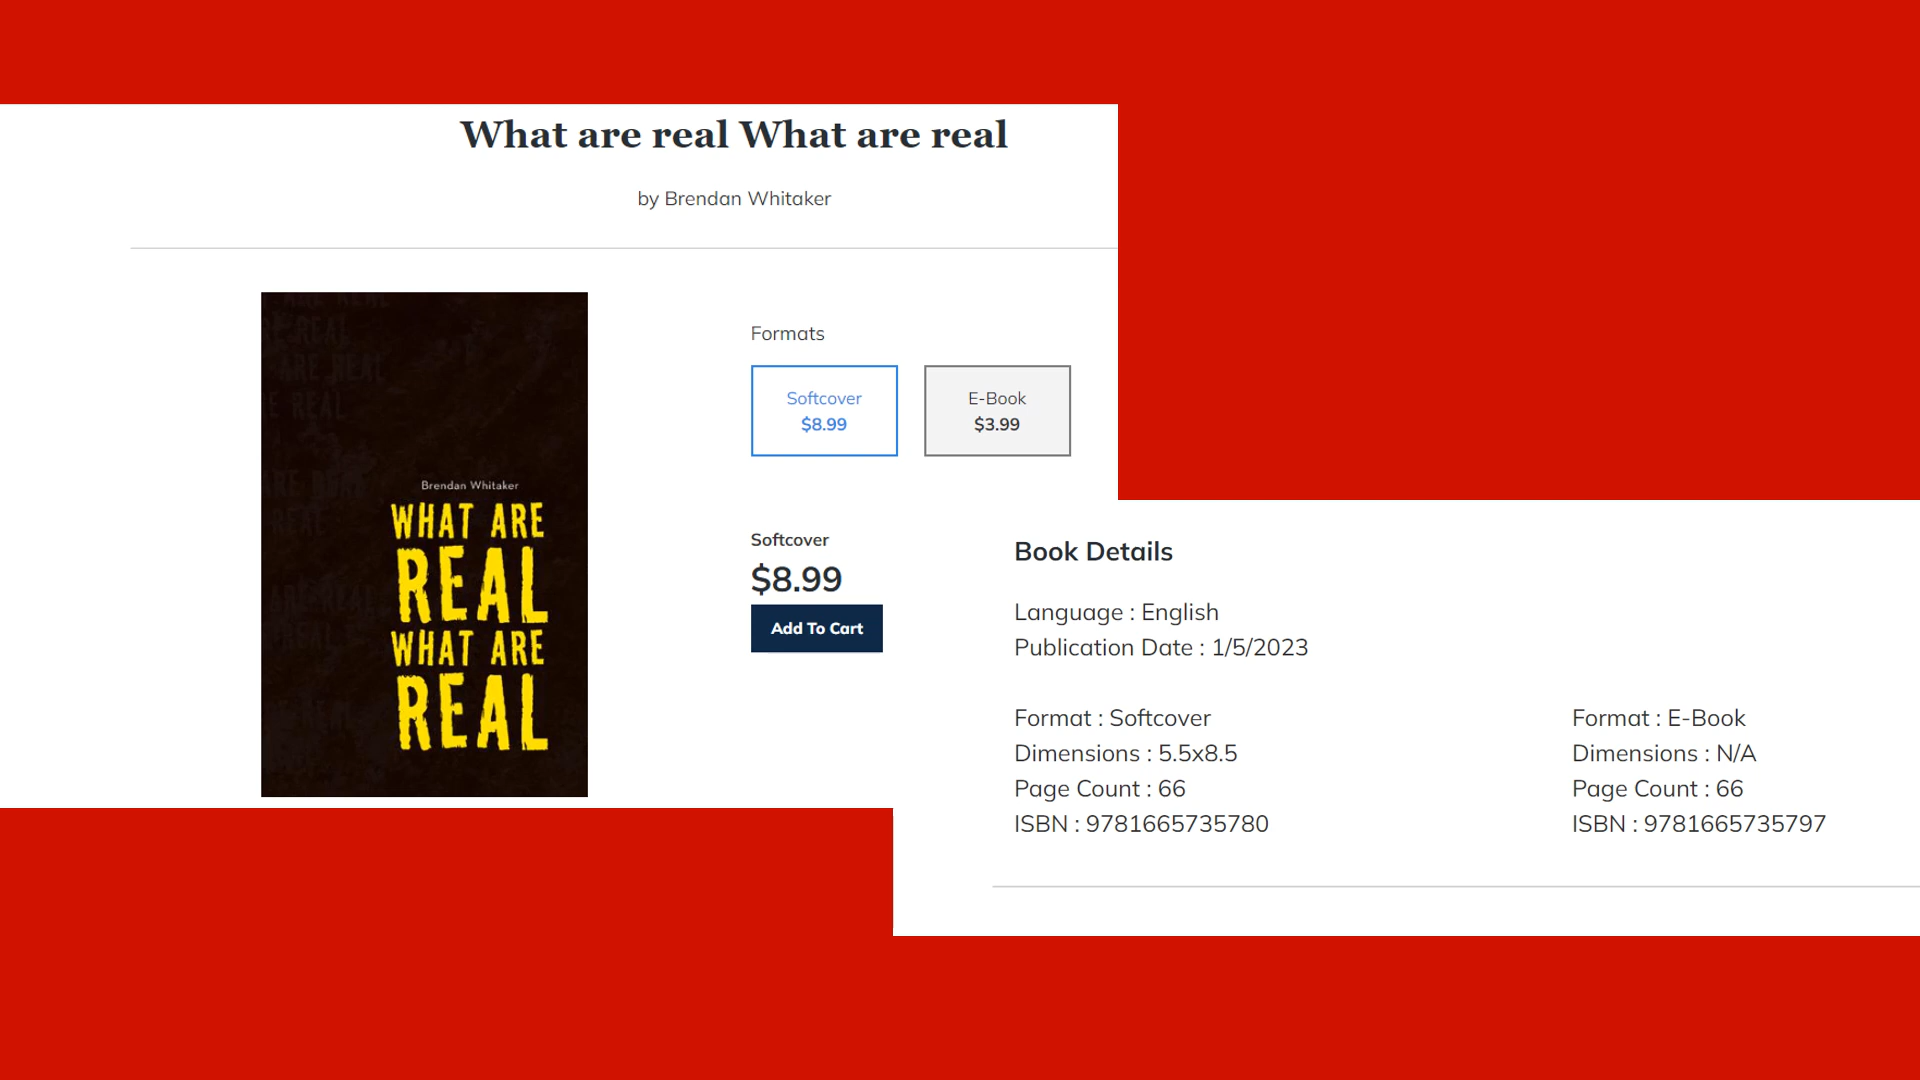 What are real What are real
by Brendan Whitaker
Formats
Softcover
$8.99
E-Book
$3.99
Brendan Whitaker
WHAT ARE
REAL
WHAT ARE
REAL
Softcover
$8.99
Add To Cart
Book Details
Language : English
Publication Date : 1/5/2023
Format : Softcover
Dimensions : 5.5x8.5
Page Count : 66
ISBN : 9781665735780
Format : E-Book
Dimensions : N/A
Page Count : 66
ISBN : 9781665735797